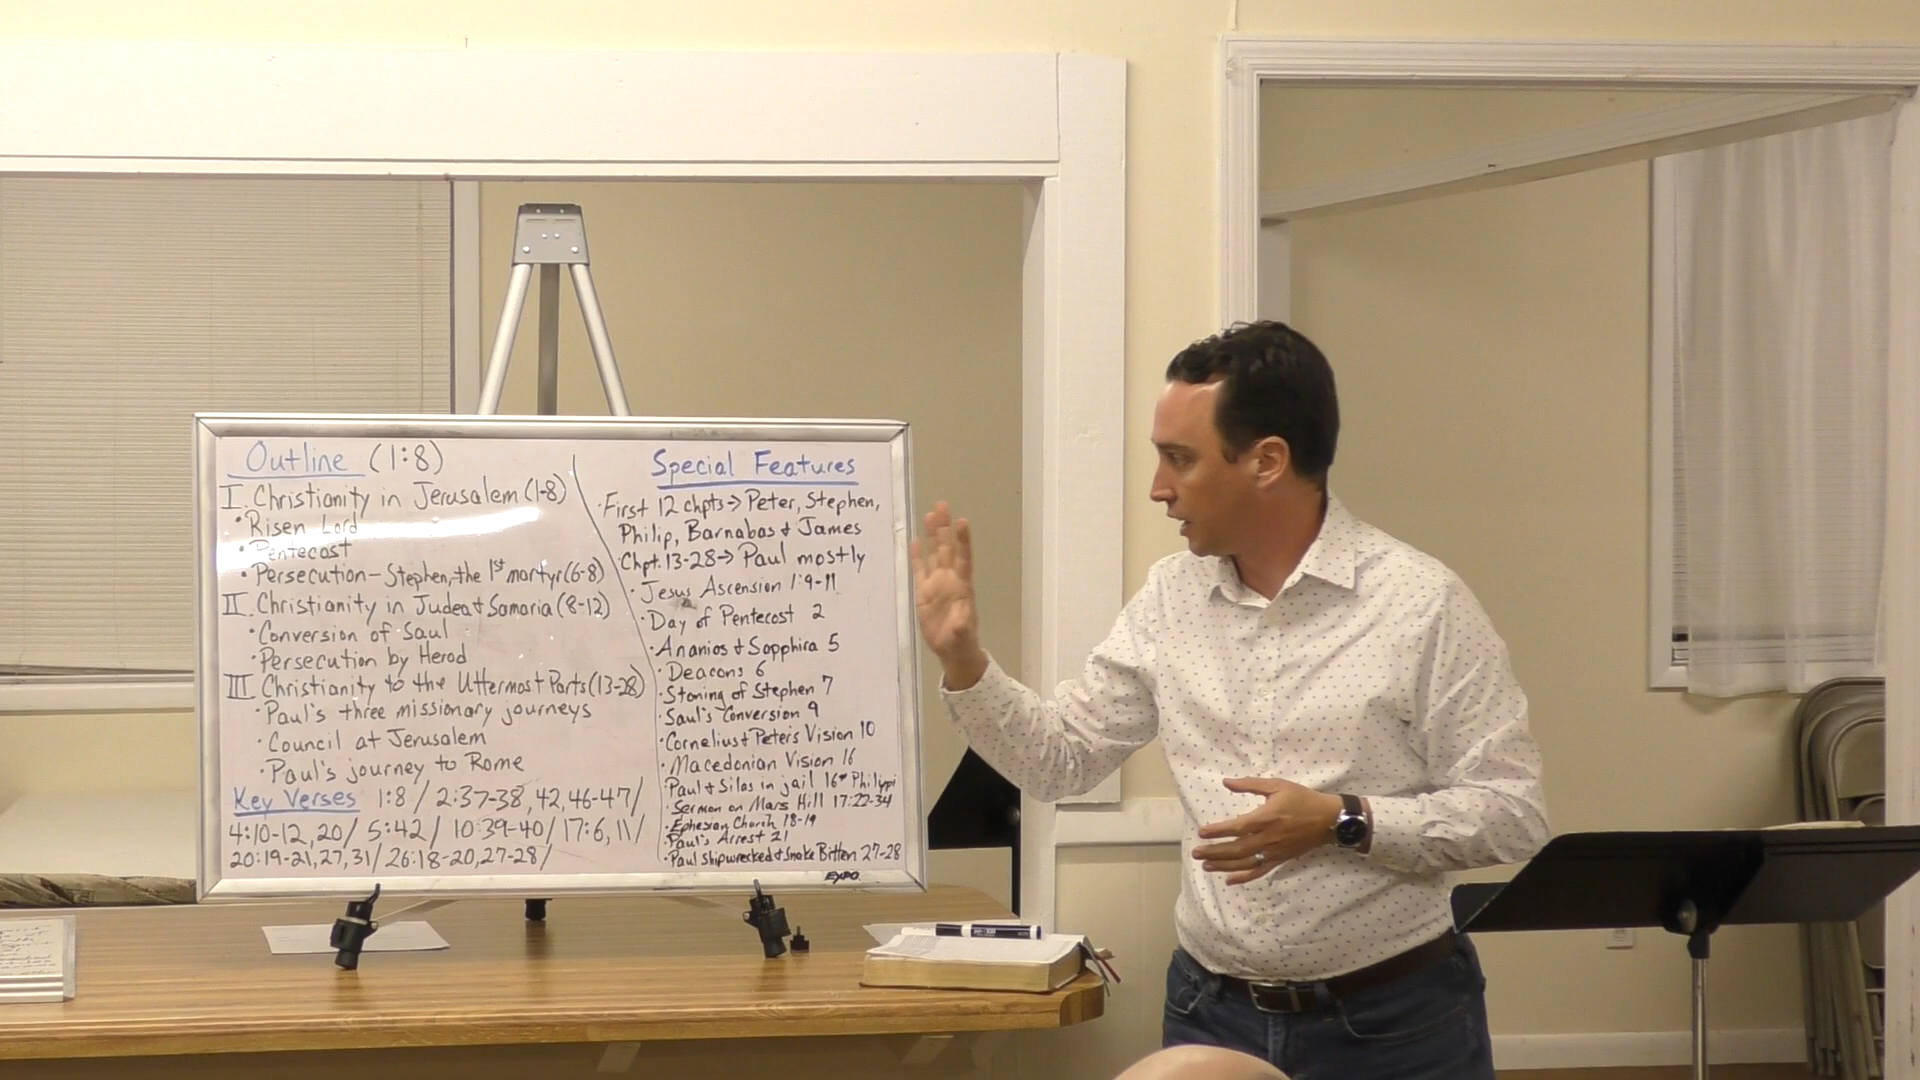 Outline (1:8)
I. Christianity in Jerusalem (1-8)
• Risen Lord
• Pentecost
• Persecution - Stephen, the 1st martyr (6-8)
II. Christianity in Judea & Samaria (8-12)
• Conversion of Saul
• Persecution by Herod
III. Christianity to the Uttermost Parts (13-28)
• Paul's three missionary journeys
• Council at Jerusalem
• Paul's journey to Rome
Key Verses 1:8 / 2:37-38, 42, 46-47/
4:10-12, 20/ 5:42/ 10:39-40/ 17:6, 11/
20:19-21, 27, 31/ 26:18-20, 27-28/
Special Features
• First 12 chpts → Peter, Stephen,
Philip, Barnabas & James
Chpt. 13-28 → Paul mostly
• Jesus Ascension 1:9-11
• Day of Pentecost 2
• Ananias & Sapphira 5
• Deacons 6
• Stoning of Stephen 7
• Saul's Conversion 9
• Cornelius & Peter's Vision 10
• Macedonian Vision 16
• Paul & Silas in jail 16 Philippi
• Sermon on Mars Hill 17:22-34
• Ephesian Church 18-19
• Paul's Arrest 21
• Paul shipwrecked & Snake Bitten 27-28
EXPO